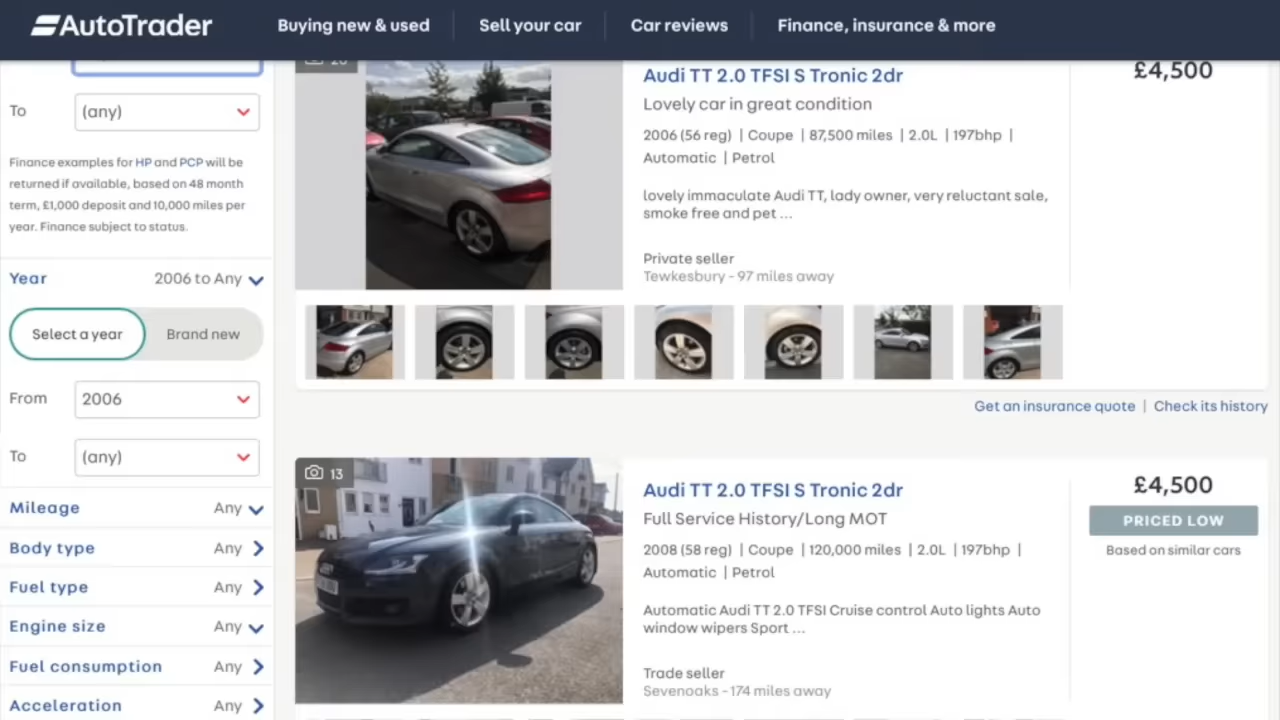 AutoTrader
Buying new & used
Sell your car
Car reviews
Finance, insurance & more
To
(any)
Finance examples for HP and PCP will be
returned if available, based on 48 month
term, £1,000 deposit and 10,000 miles per
year. Finance subject to status.
Year
2006 to Any
Select a year
Brand new
From
2006
To
(any)
Mileage
Any
Body type
Any
Fuel type
Any
Engine size
Any
Fuel consumption
Any
Acceleration
Any
Audi TT 2.0 TFSI S Tronic 2dr
£4,500
Lovely car in great condition
2006 (56 reg) | Coupe | 87,500 miles | 2.0L | 197bhp |
Automatic | Petrol
lovely immaculate Audi TT, lady owner, very reluctant sale,
smoke free and pet ...
Private seller
Tewkesbury - 97 miles away
Get an insurance quote | Check its history
13
Audi TT 2.0 TFSI S Tronic 2dr
£4,500
PRICED LOW
Based on similar cars
Full Service History/Long MOT
2008 (58 reg) | Coupe | 120,000 miles | 2.0L | 197bhp |
Automatic | Petrol
Automatic Audi TT 2.0 TFSI Cruise control Auto lights Auto
window wipers Sport ...
Trade seller
Sevenoaks - 174 miles away